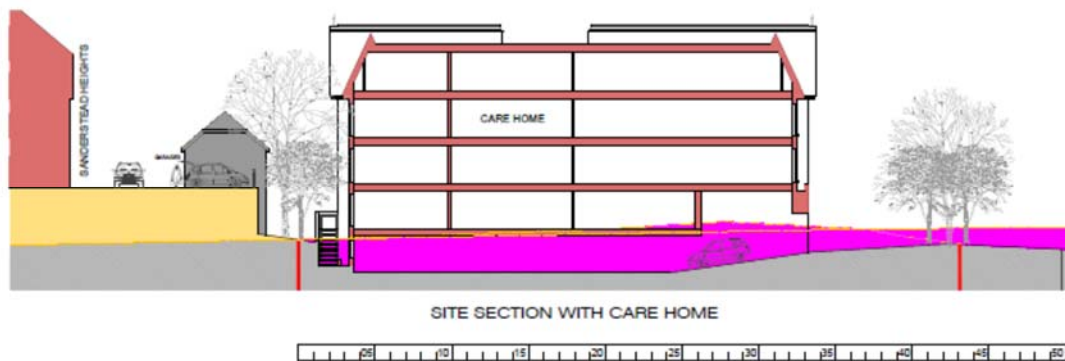 SANDERSTEAD HEIGHTS
GARAGES
CARE HOME
SITE SECTION WITH CARE HOME
05 10 15 20 25 30 35 40 45 50